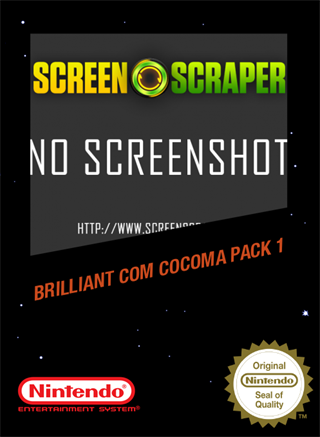 SCREEN SCRAPER
NO SCREENSHOT
HTTP://WWW.
BRILLIANT COM COCOMA PACK 1
Nintendo
ENTERTAINMENT SYSTEM®
Original
Nintendo
Seal of
Quality
TM